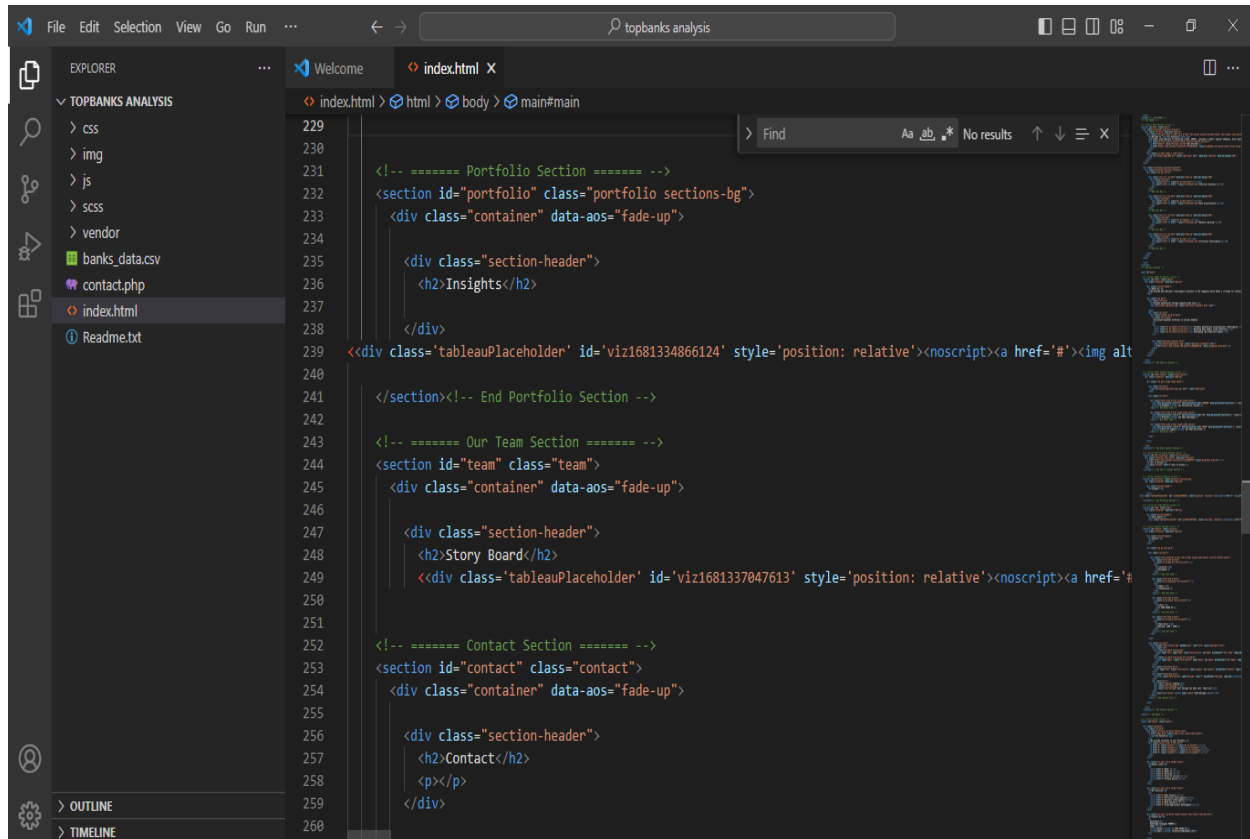 File Edit Selection View Go Run ··· topbanks analysis
EXPLORER ···
TOPBANKS ANALYSIS
css
img
js
scss
vendor
banks_data.csv
contact.php
index.html
Readme.txt
OUTLINE
TIMELINE
Welcome index.html
index.html > html > body > main#main
Find Aa ab No results
229
230
231 <!-- ======= Portfolio Section ======= -->
232 <section id="portfolio" class="portfolio sections-bg">
233 <div class="container" data-aos="fade-up">
234
235 <div class="section-header">
236 <h2>Insights</h2>
237
238 </div>
239 <<div class='tableauPlaceholder' id='viz1681334866124' style='position: relative'><noscript><a href='#'><img alt
240
241 </section><!-- End Portfolio Section -->
242
243 <!-- ======= Our Team Section ======= -->
244 <section id="team" class="team">
245 <div class="container" data-aos="fade-up">
246
247 <div class="section-header">
248 <h2>Story Board</h2>
249 <<div class='tableauPlaceholder' id='viz1681337047613' style='position: relative'><noscript><a href='#
250
251
252 <!-- ======= Contact Section ======= -->
253 <section id="contact" class="contact">
254 <div class="container" data-aos="fade-up">
255
256 <div class="section-header">
257 <h2>Contact</h2>
258 <p></p>
259 </div>
260